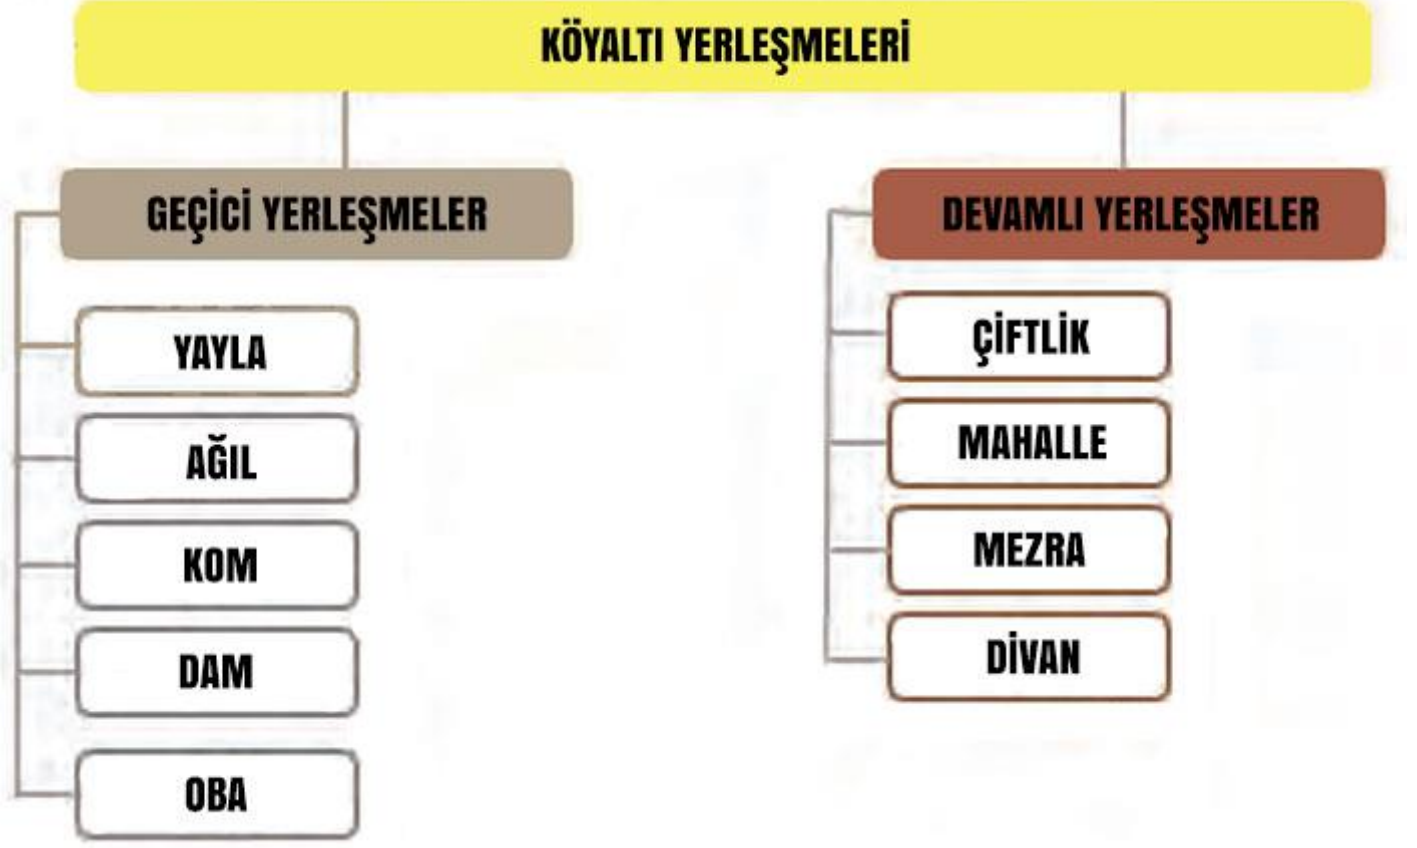 KÖYALTI YERLEŞMELERİ
GEÇİCİ YERLEŞMELER
YAYLA
AĞIL
KOM
DAM
OBA
DEVAMLI YERLEŞMELER
ÇİFTLİK
MAHALLE
MEZRA
DİVAN